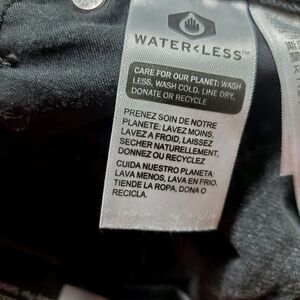 WATER<LESS™
CARE FOR OUR PLANET: WASH
LESS, WASH COLD, LINE DRY,
DONATE OR RECYCLE
PRENEZ SOIN DE NOTRE
PLANETE: LAVEZ MOINS,
LAVEZ A FROID, LAISSEZ
SECHER NATURELLEMENT,
DONNEZ OU RECYCLEZ
CUIDA NUESTRO PLANETA:
LAVA MENOS, LAVA EN FRIO,
TIENDE LA ROPA, DONA O
RECICLA.